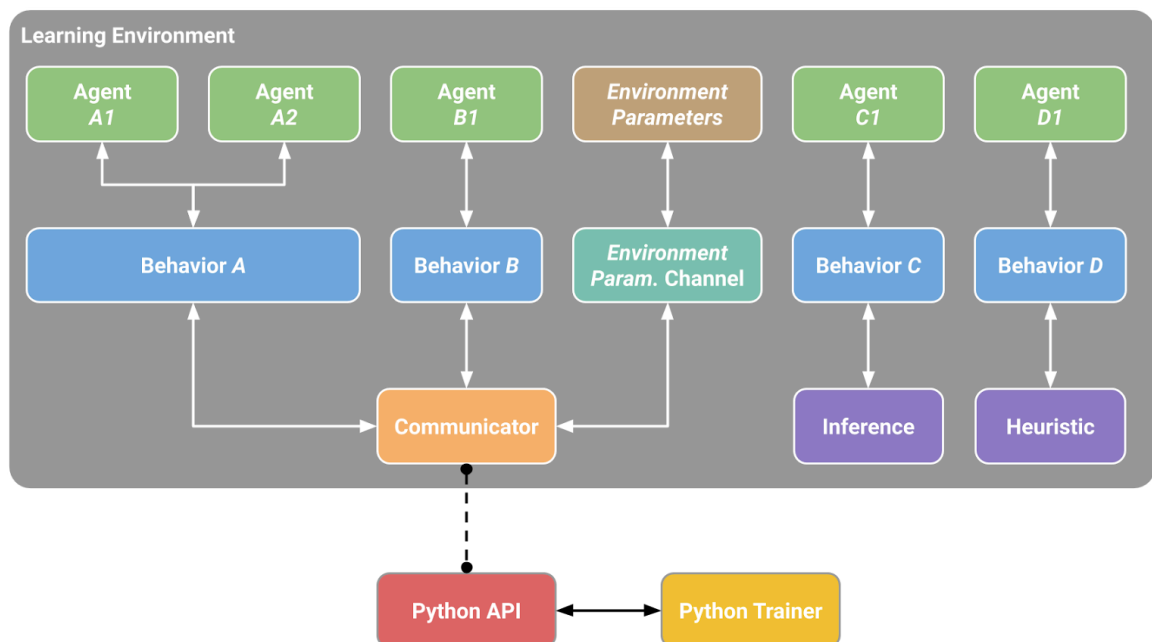 Learning Environment
Agent
A1
Agent
A2
Agent
B1
Environment
Parameters
Agent
C1
Agent
D1
Behavior A
Behavior B
Environment
Param. Channel
Behavior C
Behavior D
Communicator
Inference
Heuristic
Python API
Python Trainer